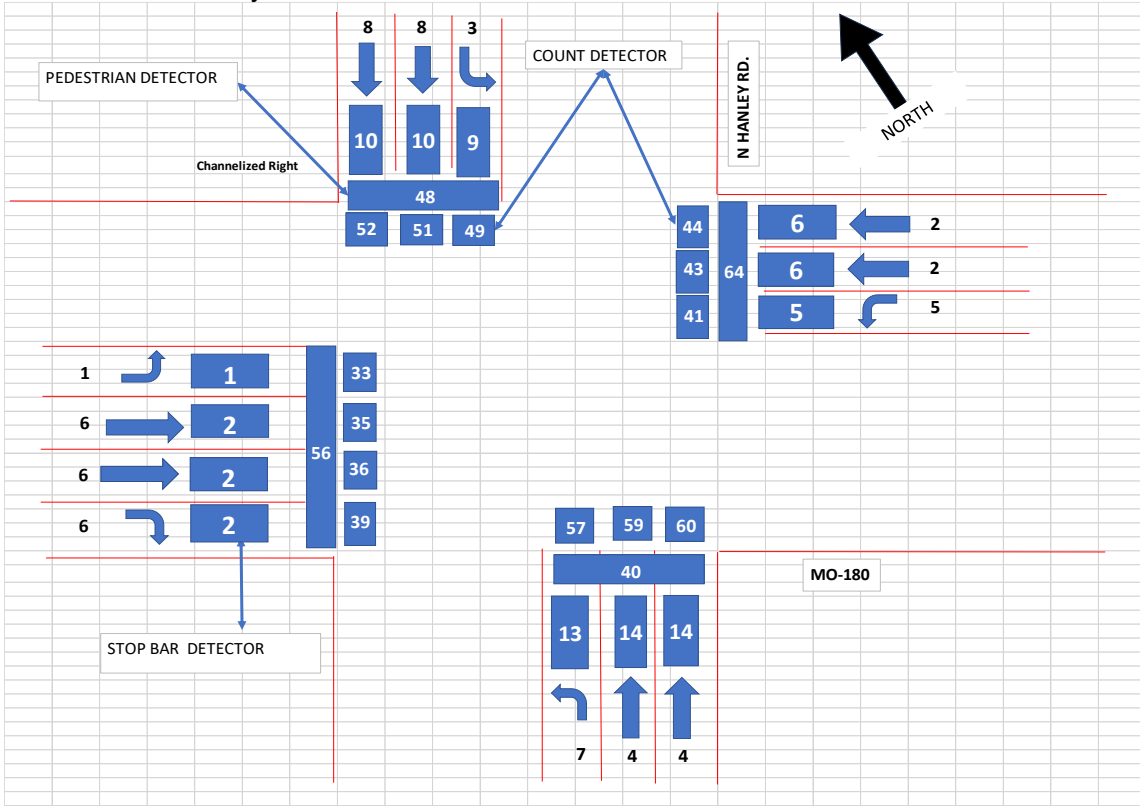 8 8 3
COUNT DETECTOR
PEDESTRIAN DETECTOR
N HANLEY RD.
NORTH
10 10 9
Channelized Right
48
52 51 49
44 6 2
43 64 6 2
41 5 5
1 1 33
6 2 35
56
6 2 36
6 2 39
57 59 60
40
MO-180
13 14 14
STOP BAR DETECTOR
7 4 4